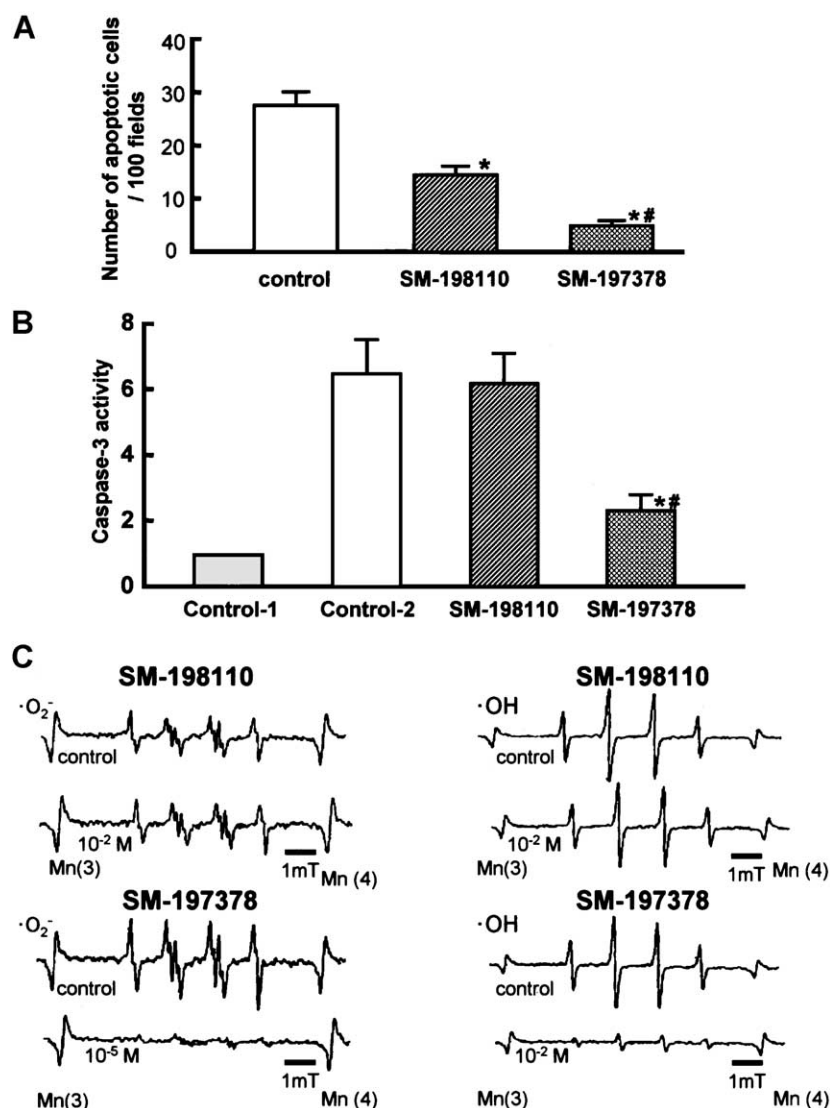 A
Number of apoptotic cells
/ 100 fields
40
30
20
10
0
*
*#
control SM-198110 SM-197378
B
Caspase-3 activity
8
6
4
2
0
*#
Control-1 Control-2 SM-198110 SM-197378
C
SM-198110
·O₂⁻
control
10⁻² M
1mT
Mn(3) Mn (4)
SM-198110
·OH
control
10⁻² M
1mT
Mn(3) Mn (4)
SM-197378
·O₂⁻
control
10⁻⁵ M
1mT
Mn(3) Mn (4)
SM-197378
·OH
control
10⁻² M
1mT
Mn(3) Mn (4)